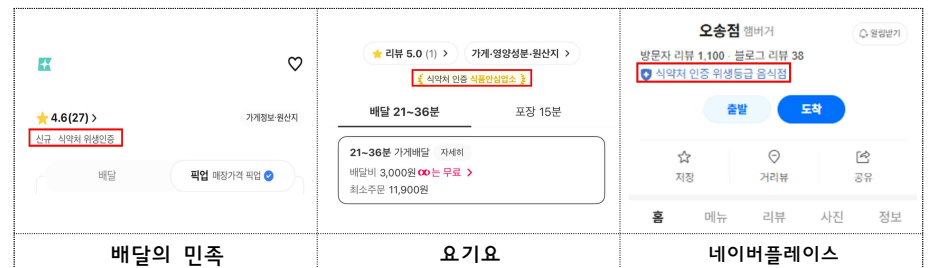 ★4.6(27) >
가게정보·원산지
신규 식약처 위생인증
배달
픽업 매장가격 픽업
배달의 민족
★ 리뷰 5.0 (1) >
가게·영양성분·원산지 >
식약처 인증 식품안심업소
배달 21~36분
포장 15분
21~36분 가게배달 자세히
배달비 3,000원 는 무료 >
최소주문 11,900원
요기요
오송점 햄버거
알림받기
방문자 리뷰 1,100 · 블로그 리뷰 38
식약처 인증 위생등급 음식점
출발
도착
저장
거리뷰
공유
홈
메뉴
리뷰
사진
정보
네이버플레이스